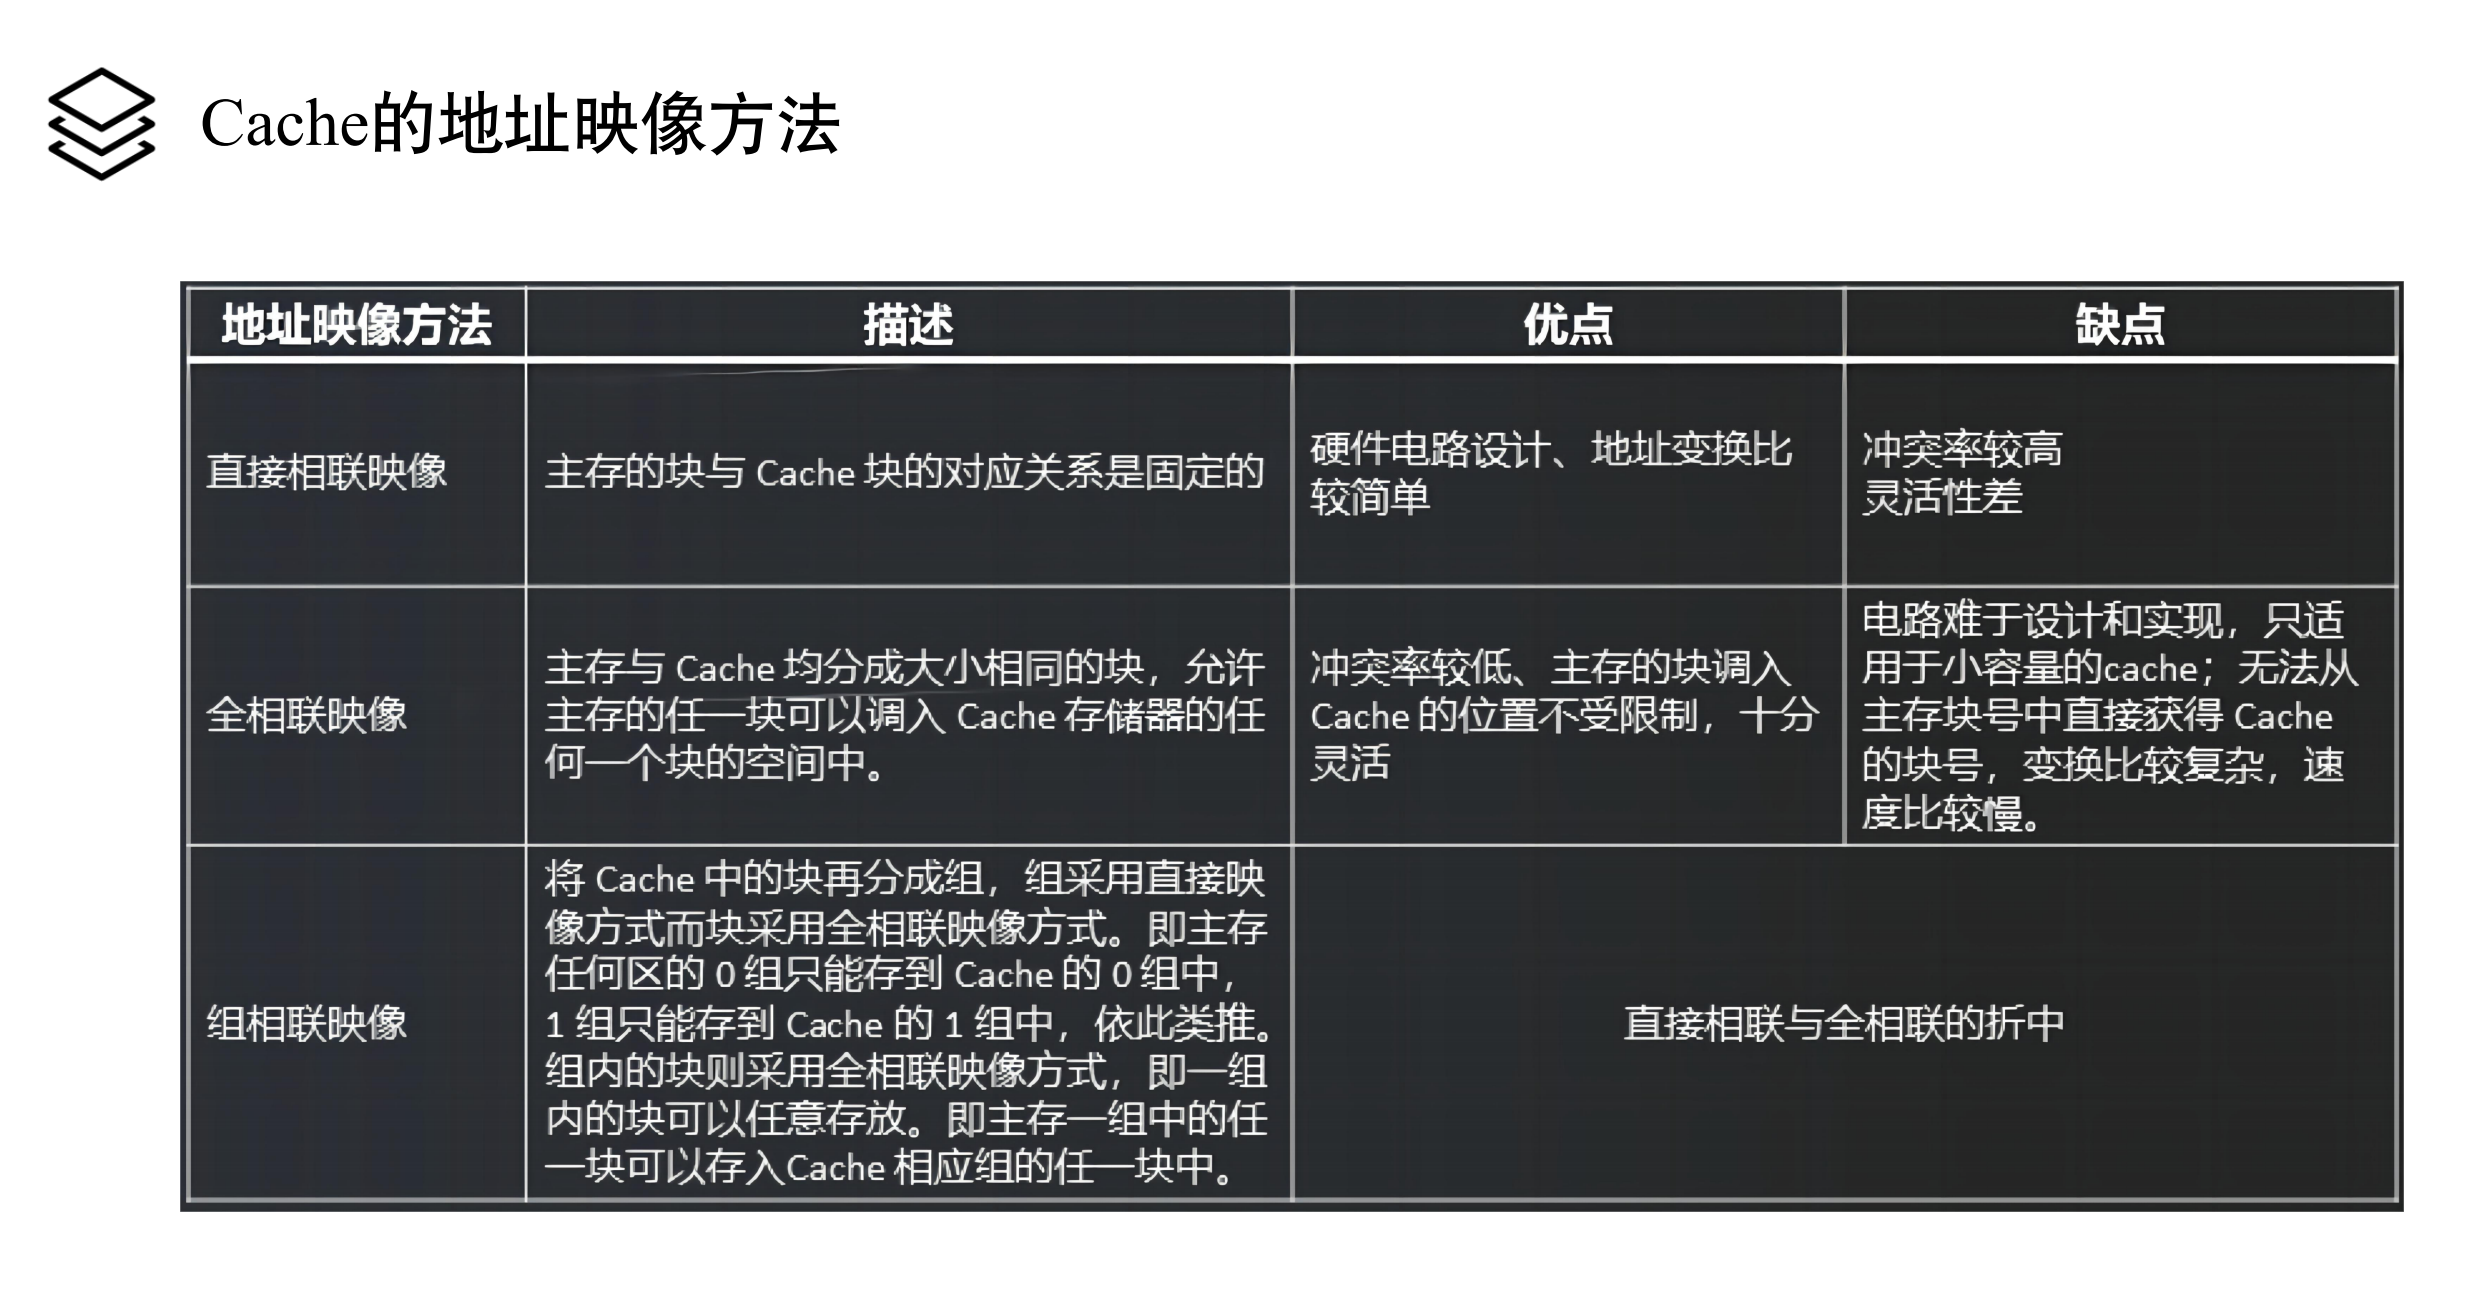 Cache的地址映像方法
地址映像方法
描述
优点
缺点
直接相联映像
主存的块与 Cache 块的对应关系是固定的
硬件电路设计、地址变换比
较简单
冲突率较高
灵活性差
全相联映像
主存与 Cache 均分成大小相同的块，允许
主存的任一块可以调入 Cache 存储器的任
何一个块的空间中。
冲突率较低、主存的块调入
Cache 的位置不受限制，十分
灵活
电路难于设计和实现，只适
用于小容量的cache；无法从
主存块号中直接获得 Cache
的块号，变换比较复杂，速
度比较慢。
组相联映像
将 Cache 中的块再分成组，组采用直接映
像方式而块采用全相联映像方式。即主存
任何区的 0 组只能存到 Cache 的 0 组中，
1 组只能存到 Cache 的 1 组中，依此类推。
组内的块则采用全相联映像方式，即一组
内的块可以任意存放。即主存一组中的任
一块可以存入Cache 相应组的任一块中。
直接相联与全相联的折中